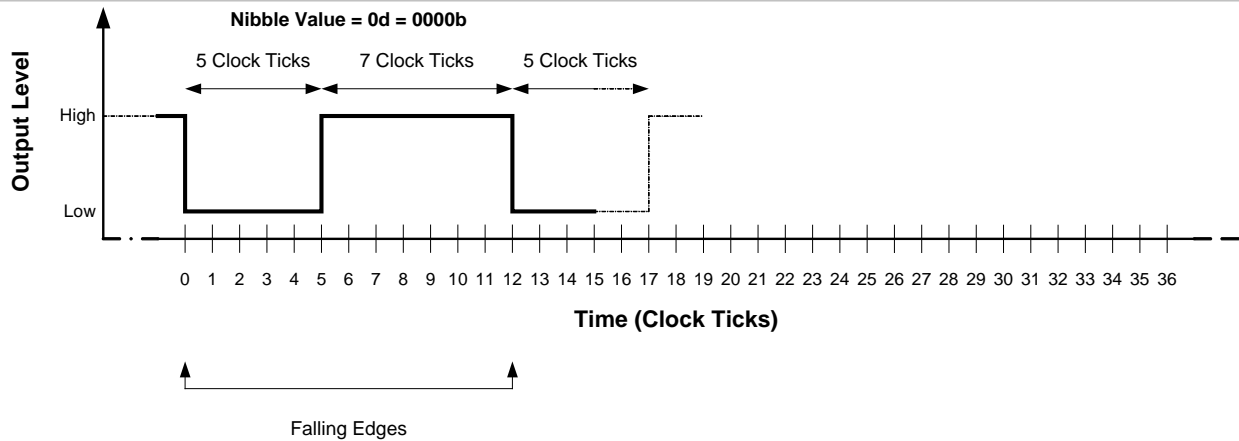 Nibble Value = 0d = 0000b
5 Clock Ticks 7 Clock Ticks 5 Clock Ticks
Output Level
High
Low
0 1 2 3 4 5 6 7 8 9 10 11 12 13 14 15 16 17 18 19 20 21 22 23 24 25 26 27 28 29 30 31 32 33 34 35 36
Time (Clock Ticks)
Falling Edges